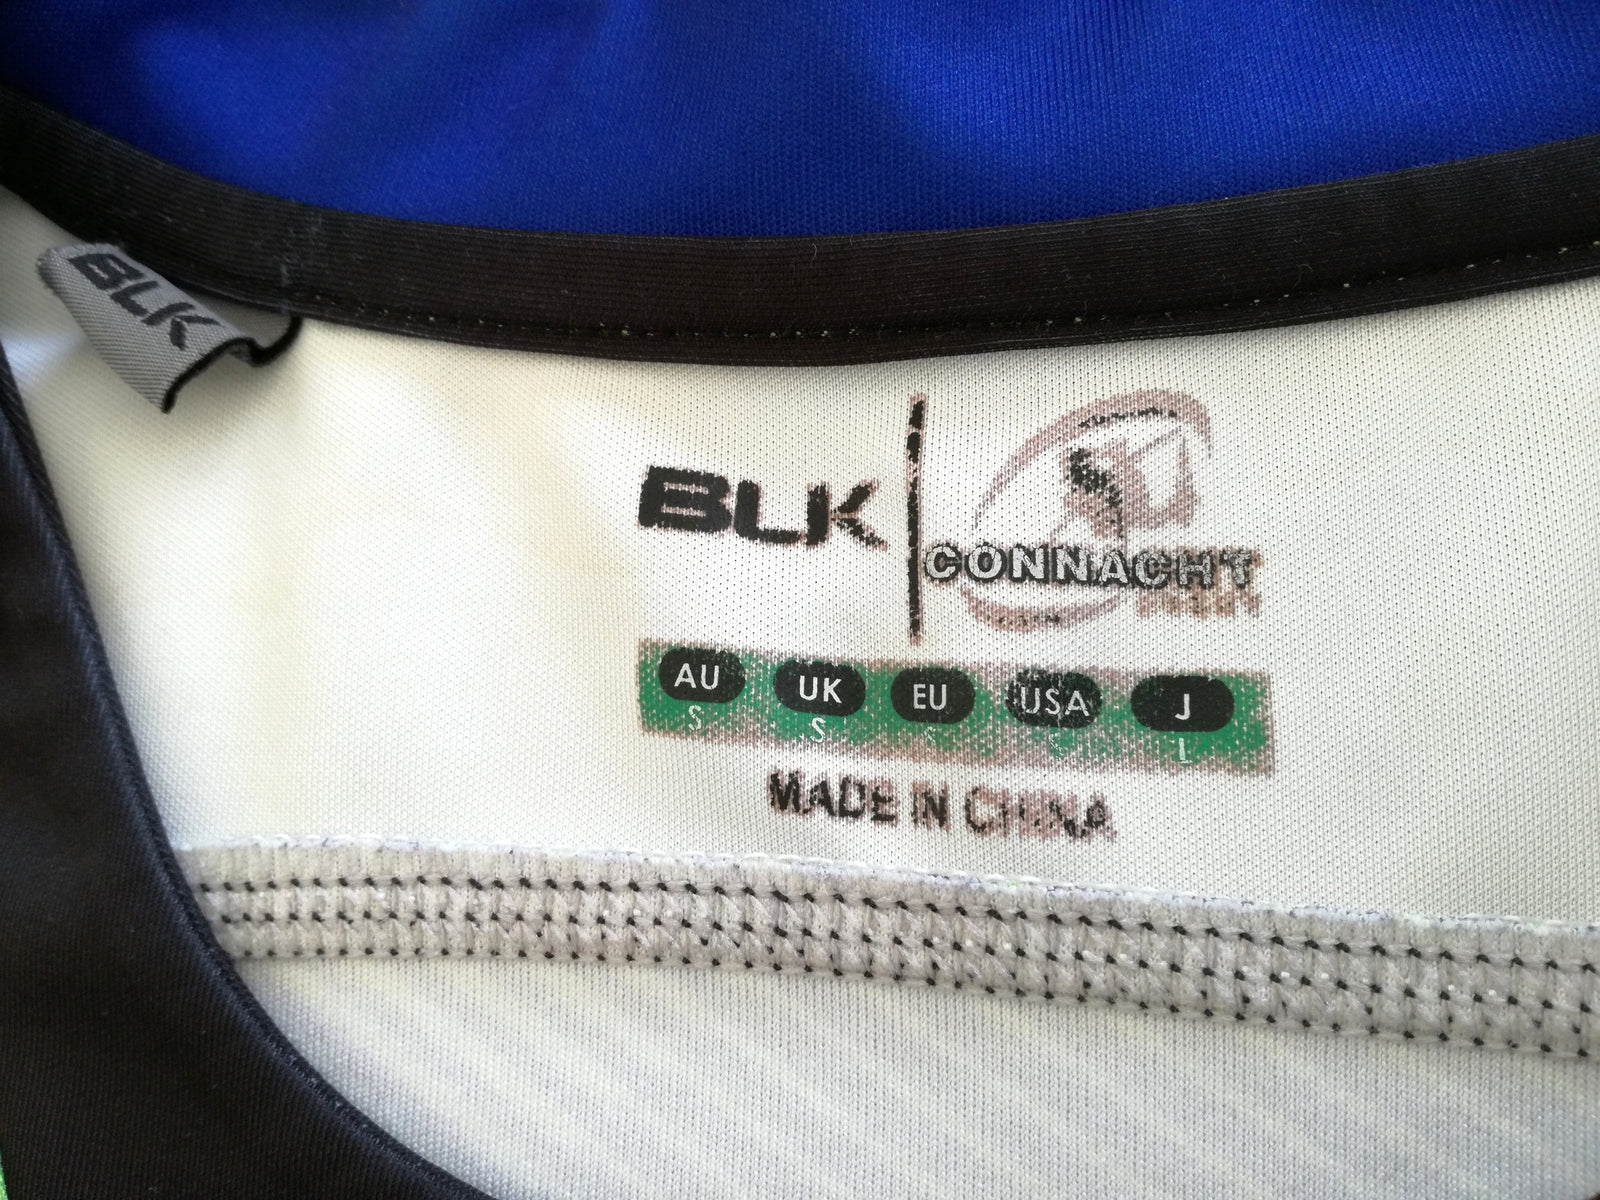 BLK
BLK
CONNACHT
AU UK EU USA J
S S S S L
MADE IN CHINA